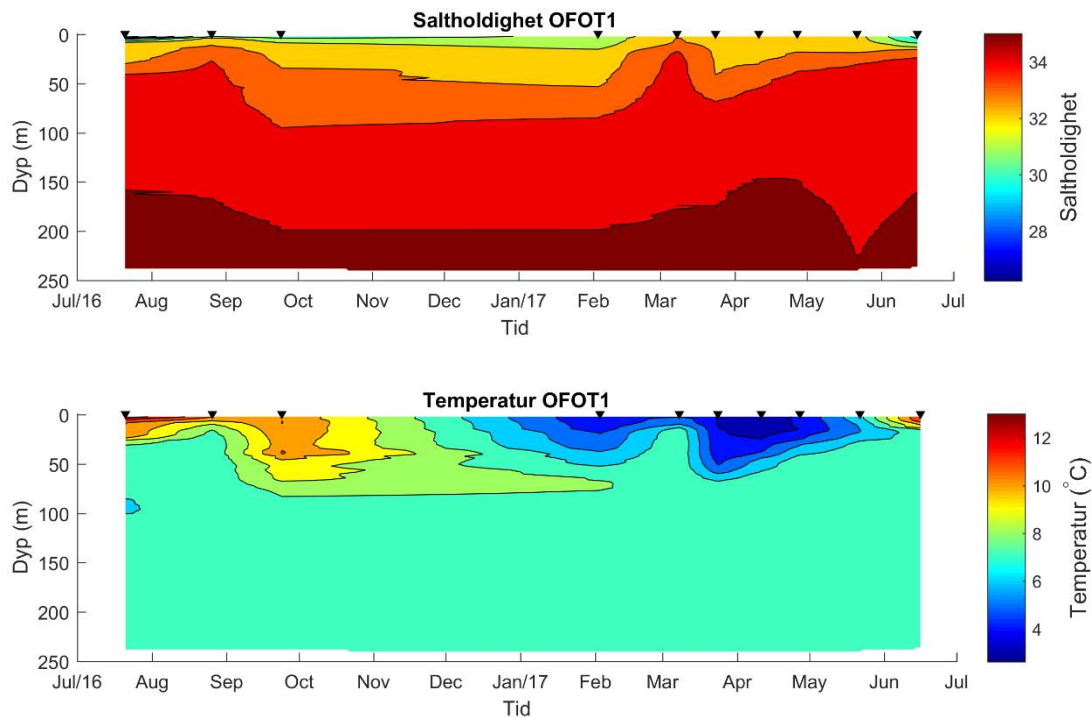 Saltholdighet OFOT1
0
50
100
150
200
250
Dyp (m)
Jul/16 Aug Sep Oct Nov Dec Jan/17 Feb Mar Apr May Jun Jul
Tid
34
32
30
28
Saltholdighet
Temperatur OFOT1
0
50
100
150
200
250
Dyp (m)
Jul/16 Aug Sep Oct Nov Dec Jan/17 Feb Mar Apr May Jun Jul
Tid
12
10
8
6
4
Temperatur (°C)